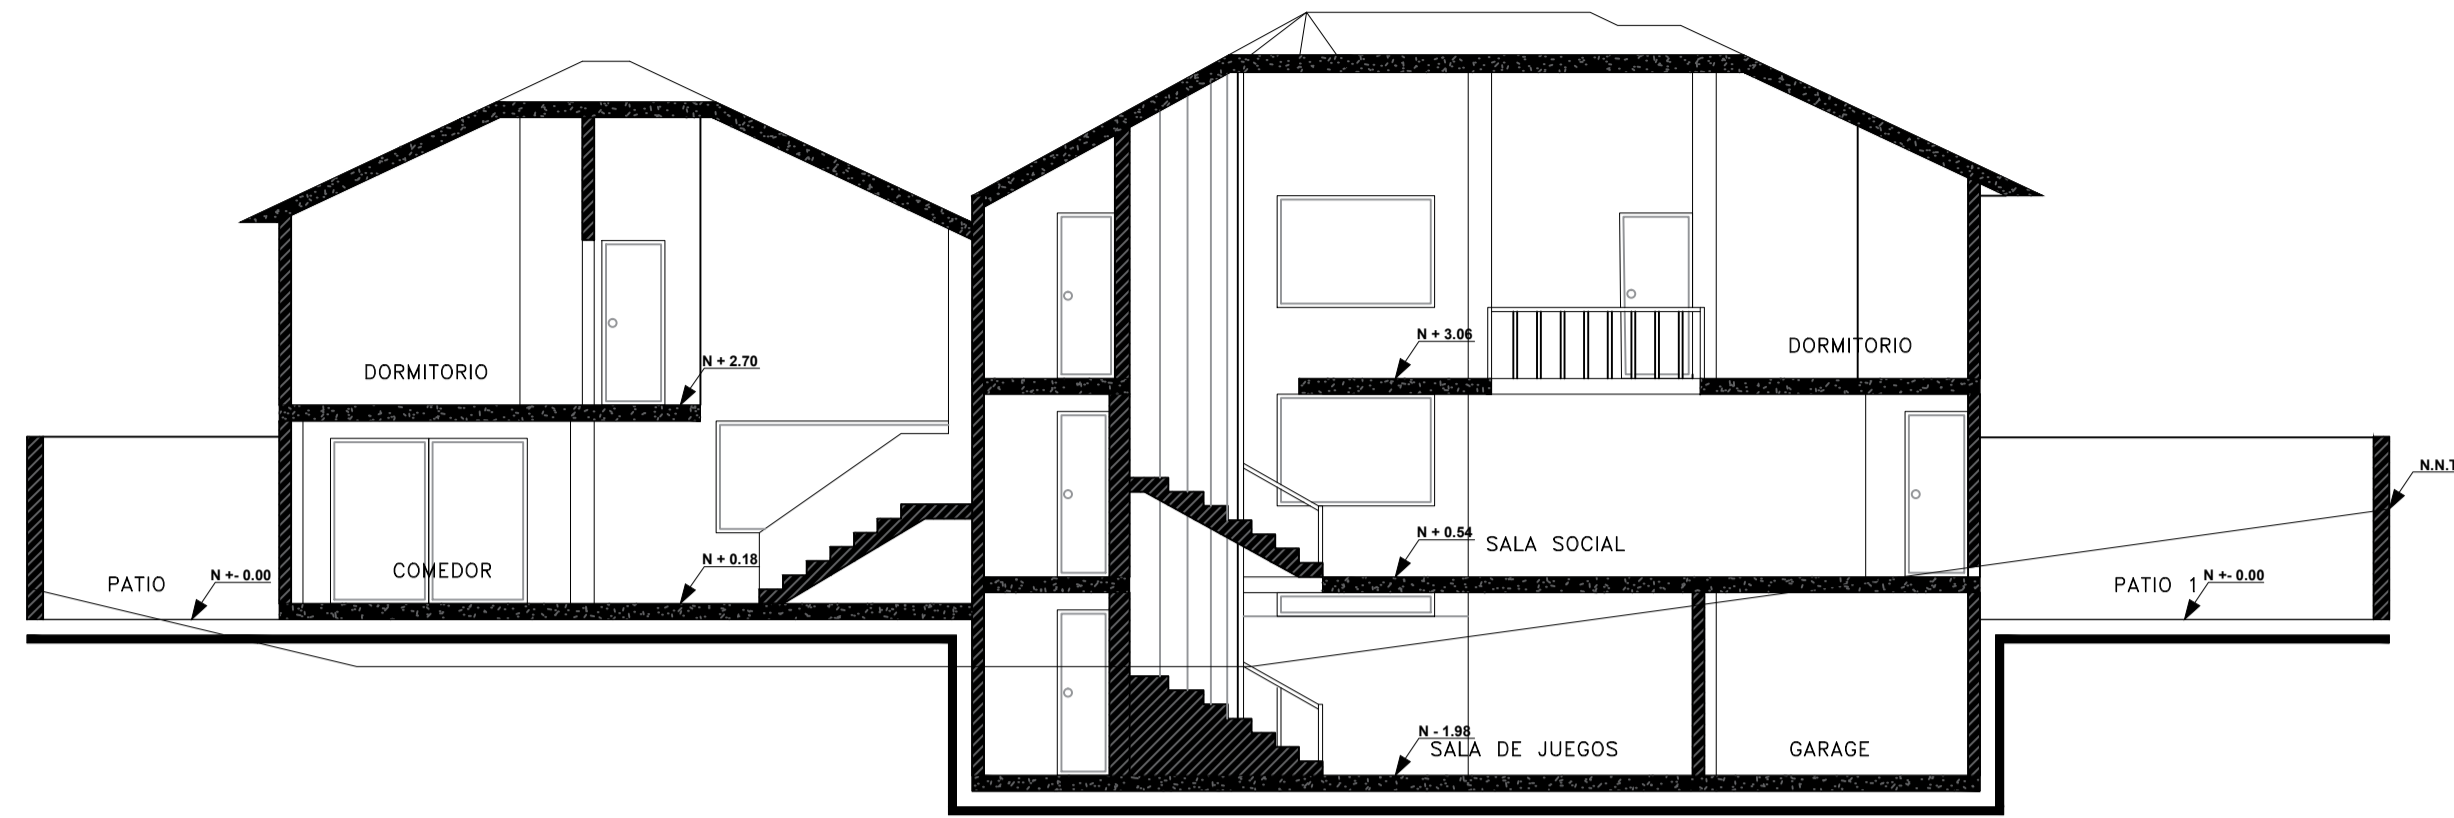 N + 3.06
DORMITORIO
N + 2.70
DORMITORIO
N.N.T
N + 0.54
SALA SOCIAL
N + 0.18
COMEDOR
PATIO
N +- 0.00
PATIO 1
N +- 0.00
N - 1.98
SALA DE JUEGOS
GARAGE